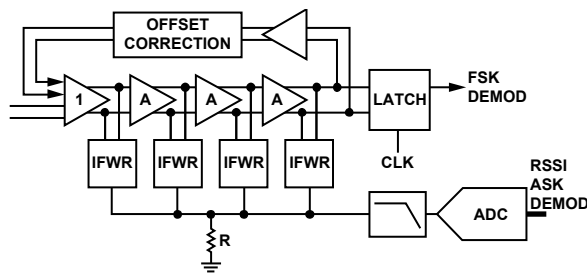 OFFSET
CORRECTION
1
A
A
A
LATCH
FSK
DEMOD
IFWR
IFWR
IFWR
IFWR
CLK
RSSI
ASK
DEMOD
R
ADC